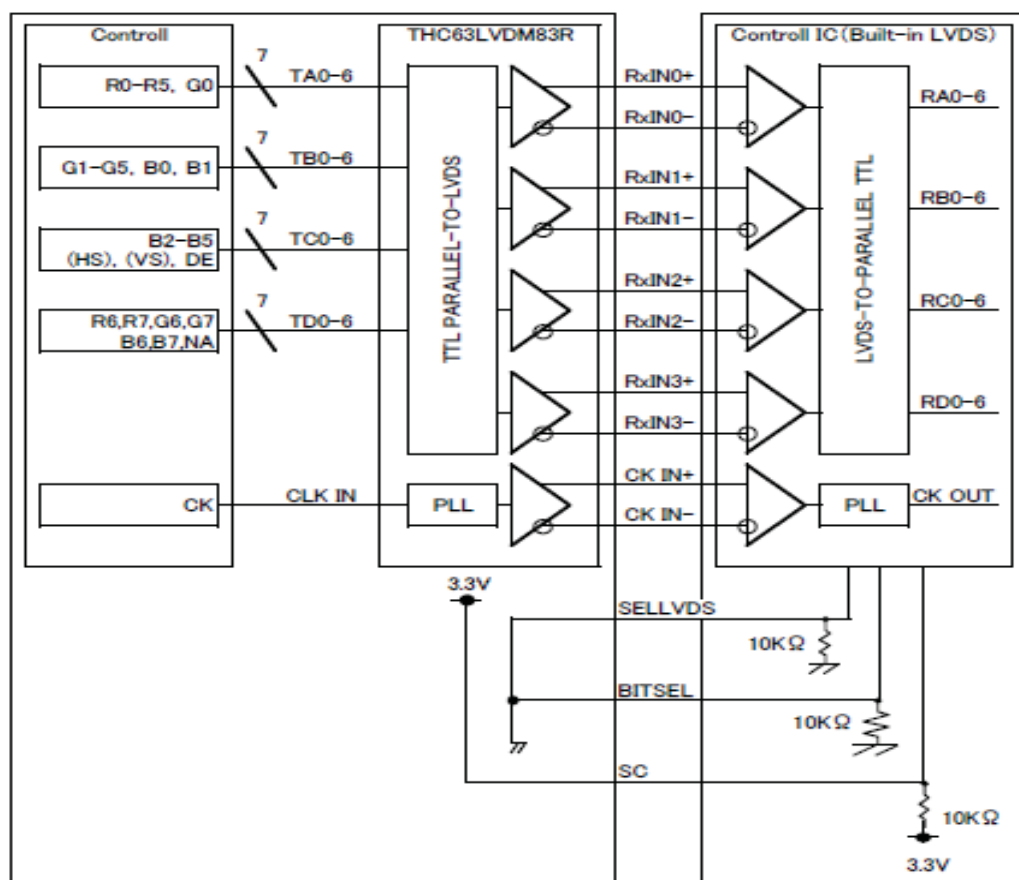 Controll
THC63LVDM83R
Controll IC(Built-in LVDS)
R0-R5, G0
7
TA0-6
RxIN0+
RxIN0-
RA0-6
G1-G5, B0, B1
7
TB0-6
RxIN1+
RxIN1-
RB0-6
B2-B5
(HS), (VS), DE
7
TC0-6
RxIN2+
RxIN2-
RC0-6
R6,R7,G6,G7
B6,B7,NA
7
TD0-6
RxIN3+
RxIN3-
RD0-6
TTL PARALLEL-TO-LVDS
LVDS-TO-PARALLEL TTL
CK
CLK IN
PLL
CK IN+
CK IN-
PLL
CK OUT
3.3V
SELLVDS
10KΩ
BITSEL
10KΩ
SC
10KΩ
3.3V